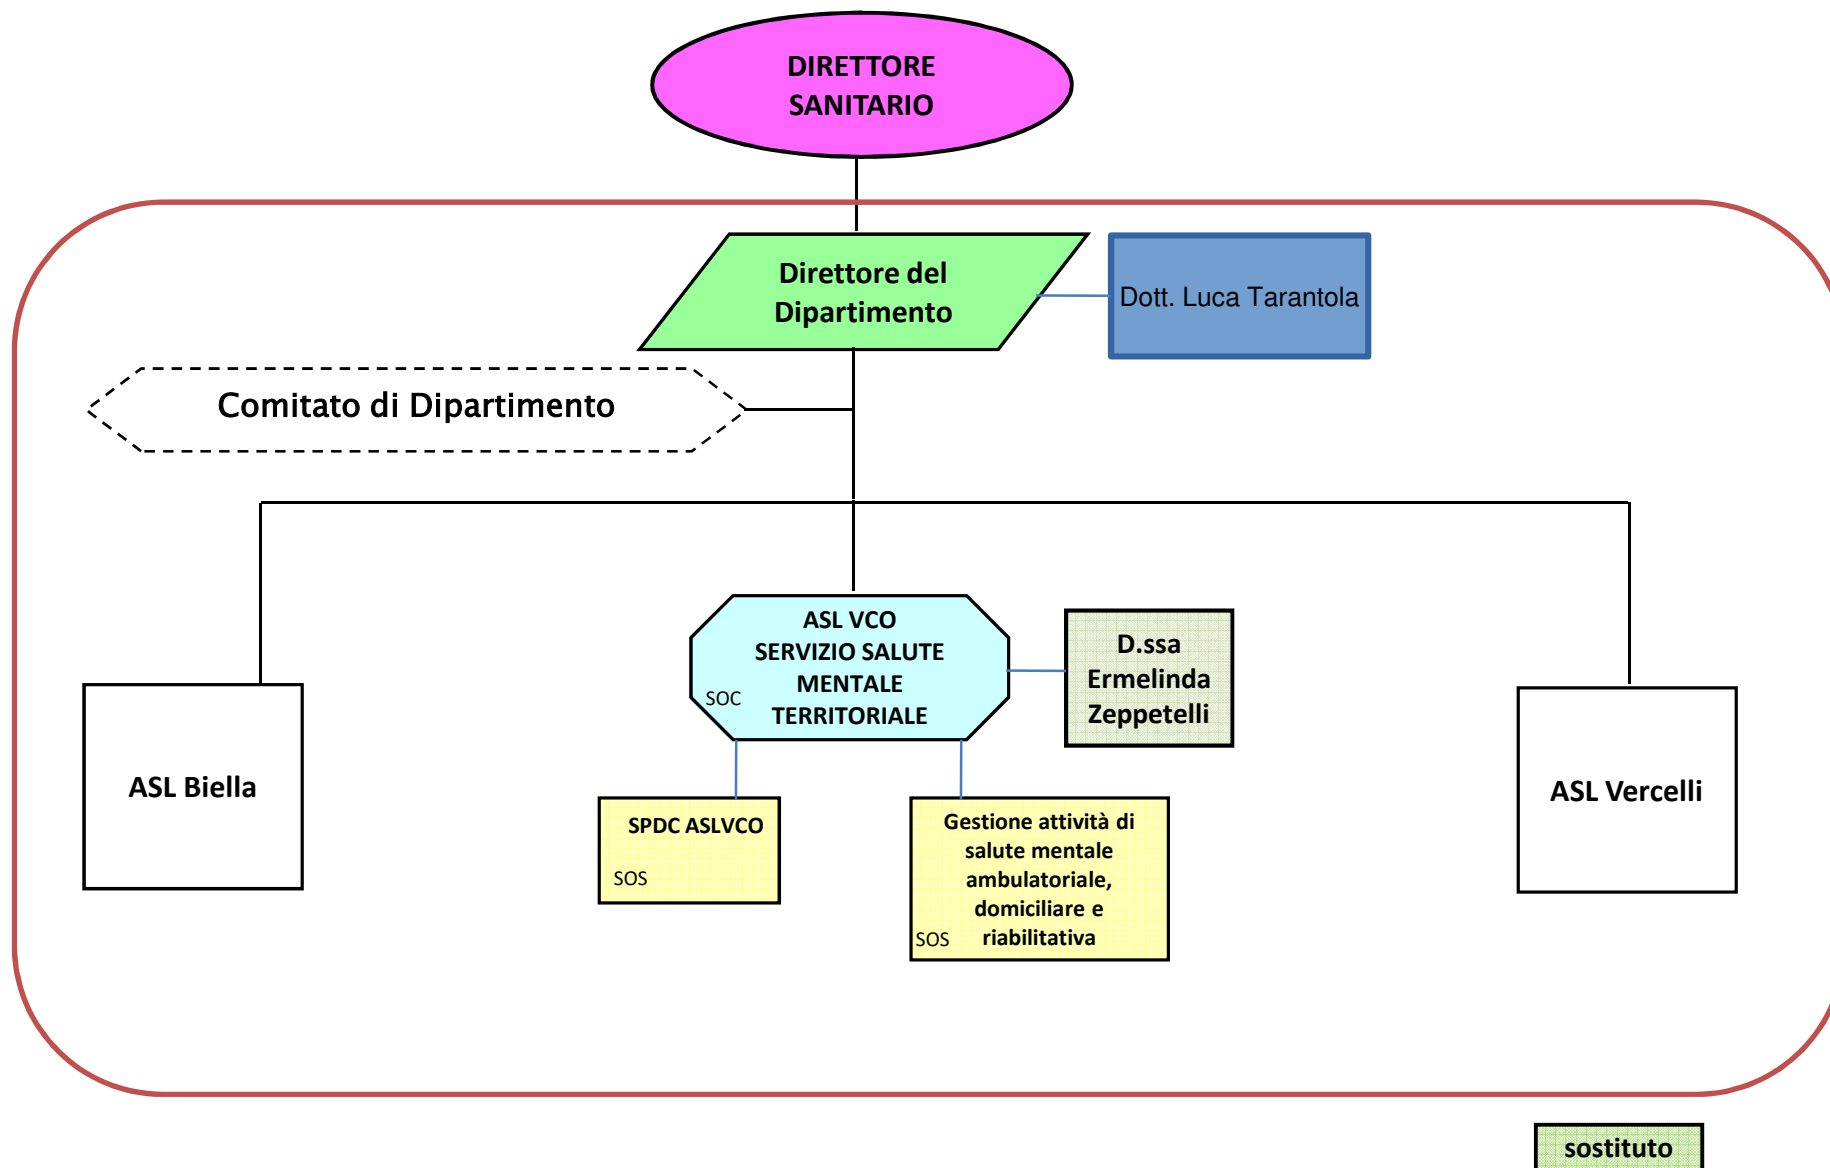 DIRETTORE
SANITARIO
Direttore del
Dipartimento
Dott. Luca Tarantola
Comitato di Dipartimento
ASL VCO
SERVIZIO SALUTE
MENTALE
TERRITORIALE
SOC
D.ssa
Ermelinda
Zeppetelli
ASL Biella
ASL Vercelli
SPDC ASLVCO
SOS
Gestione attività di
salute mentale
ambulatoriale,
domiciliare e
riabilitativa
SOS
sostituto